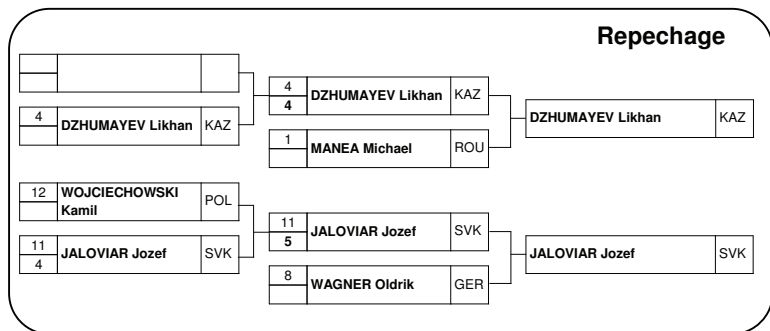 Repechage
4
DZHUMAYEV Likhan KAZ
4
4
DZHUMAYEV Likhan KAZ
1
MANEA Michael ROU
DZHUMAYEV Likhan KAZ
12
WOJCIECHOWSKI
Kamil
POL
11
4
JALOVIAR Jozef SVK
11
5
JALOVIAR Jozef SVK
8
WAGNER Oldrik GER
JALOVIAR Jozef SVK